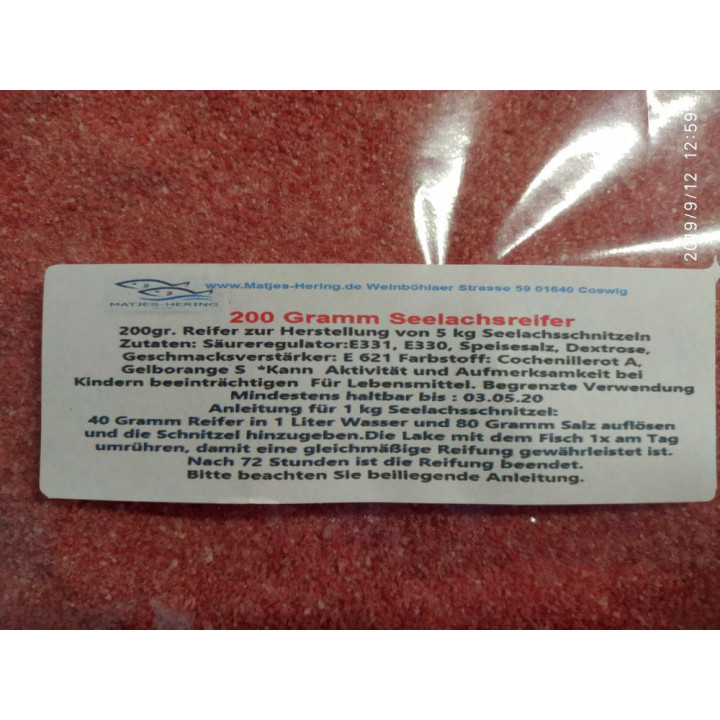 www.Matjes-Hering.de Weinböhlaer Strasse 59 01640 Coswig
MATJES-HERING
200 Gramm Seelachsreifer
200gr. Reifer zur Herstellung von 5 kg Seelachsschnitzeln
Zutaten: Säureregulator:E331, E330, Speisesalz, Dextrose,
Geschmacksverstärker: E 621 Farbstoff: Cochenillerot A,
Gelborange S *Kann Aktivität und Aufmerksamkeit bei
Kindern beeinträchtigen Für Lebensmittel. Begrenzte Verwendung
Mindestens haltbar bis : 03.05.20
Anleitung für 1 kg Seelachsschnitzel:
40 Gramm Reifer in 1 Liter Wasser und 80 Gramm Salz auflösen
und die Schnitzel hinzugeben.Die Lake mit dem Fisch 1x am Tag
umrühren, damit eine gleichmäßige Reifung gewährleistet ist.
Nach 72 Stunden ist die Reifung beendet.
Bitte beachten Sie beiliegende Anleitung.
2019/9/12 12:59